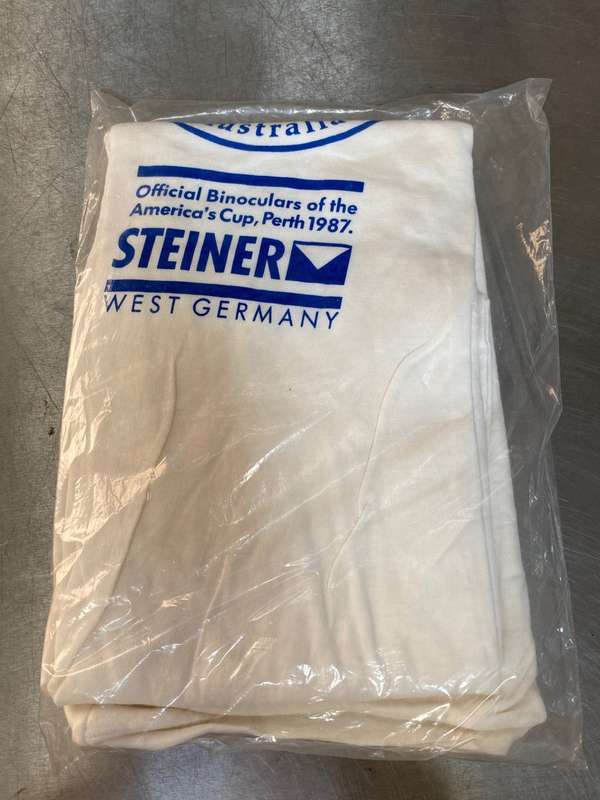 Australia
Official Binoculars of the
America's Cup, Perth 1987.
STEINER
WEST GERMANY